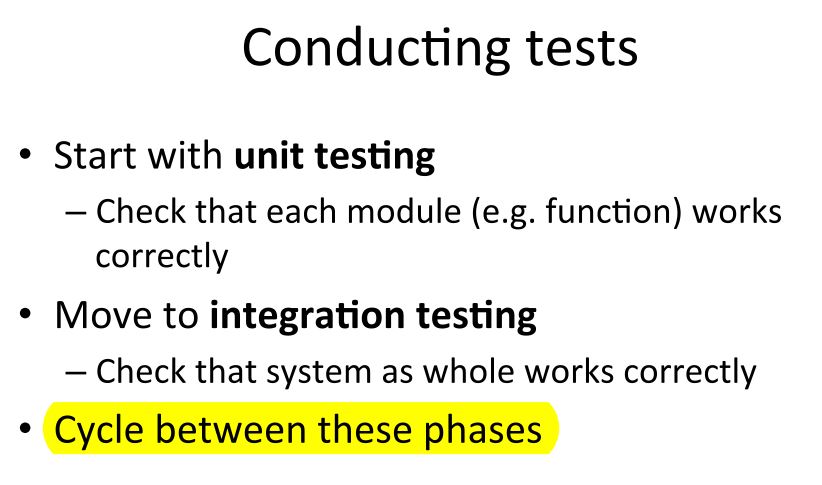 Conducting tests
• Start with unit testing
– Check that each module (e.g. function) works
correctly
• Move to integration testing
– Check that system as whole works correctly
• Cycle between these phases